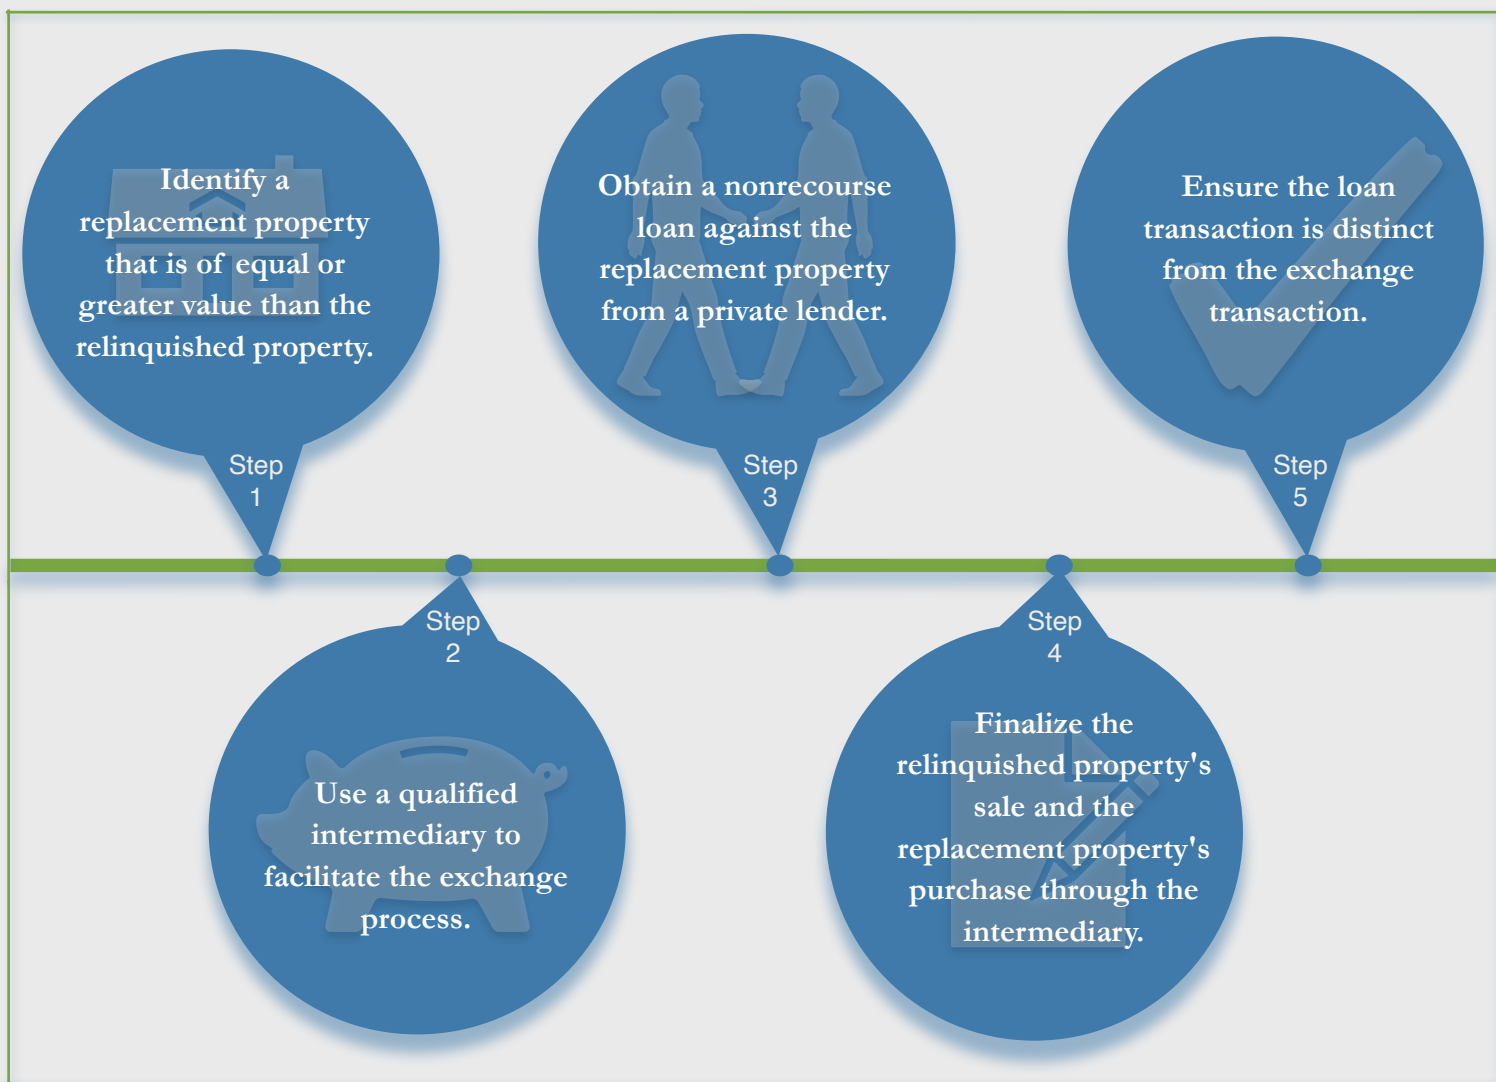 Identify a
replacement property
that is of equal or
greater value than the
relinquished property.
Step
1
Use a qualified
intermediary to
facilitate the exchange
process.
Step
2
Obtain a nonrecourse
loan against the
replacement property
from a private lender.
Step
3
Finalize the
relinquished property's
sale and the
replacement property's
purchase through the
intermediary.
Step
4
Ensure the loan
transaction is distinct
from the exchange
transaction.
Step
5